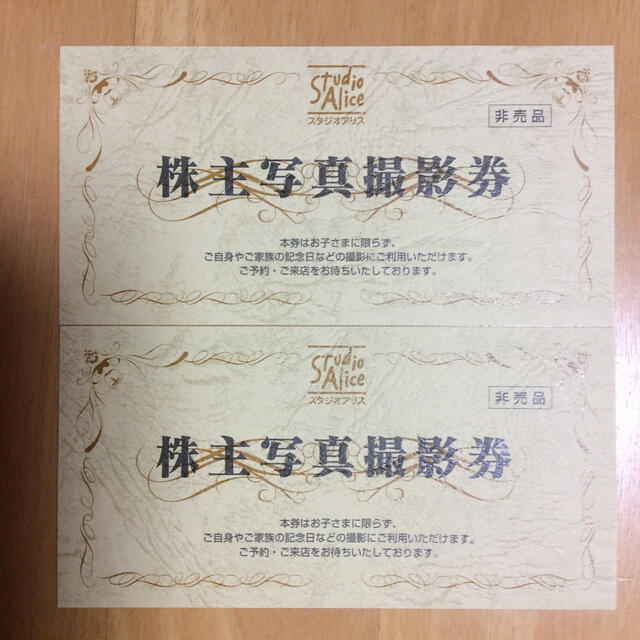 Studio
Alice
スタジオアリス
非売品
株主写真撮影券
本券はお子さまに限らず、
ご自身やご家族の記念日などの撮影にご利用いただけます。
ご予約・ご来店をお待ちいたしております。
Studio
Alice
スタジオアリス
非売品
株主写真撮影券
本券はお子さまに限らず、
ご自身やご家族の記念日などの撮影にご利用いただけます。
ご予約・ご来店をお待ちいたしております。